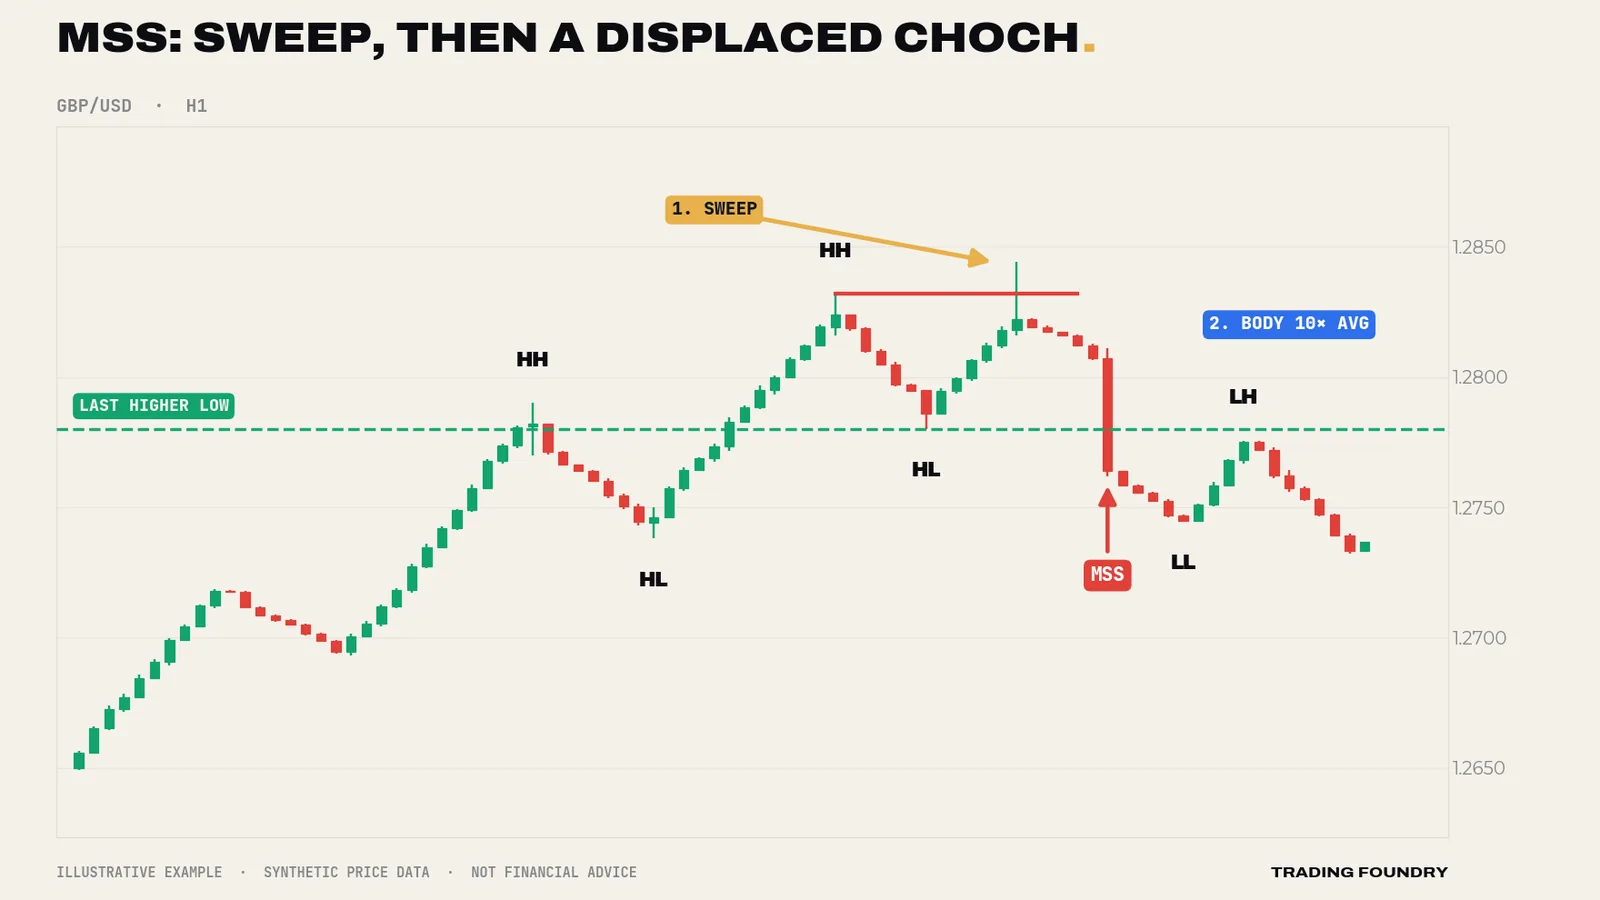 MSS: SWEEP, THEN A DISPLACED CHOCH.
GBP/USD · H1
1. SWEEP
HH
1.2850
2. BODY 10× AVG
HH
1.2800
LAST HIGHER LOW
LH
HL
1.2750
LL
MSS
HL
1.2700
1.2650
ILLUSTRATIVE EXAMPLE · SYNTHETIC PRICE DATA · NOT FINANCIAL ADVICE
TRADING FOUNDRY